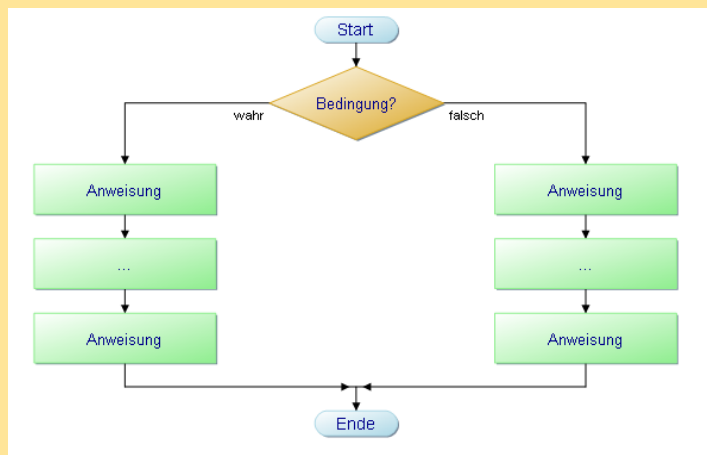 Start
Bedingung?
wahr
falsch
Anweisung
Anweisung
...
...
Anweisung
Anweisung
Ende